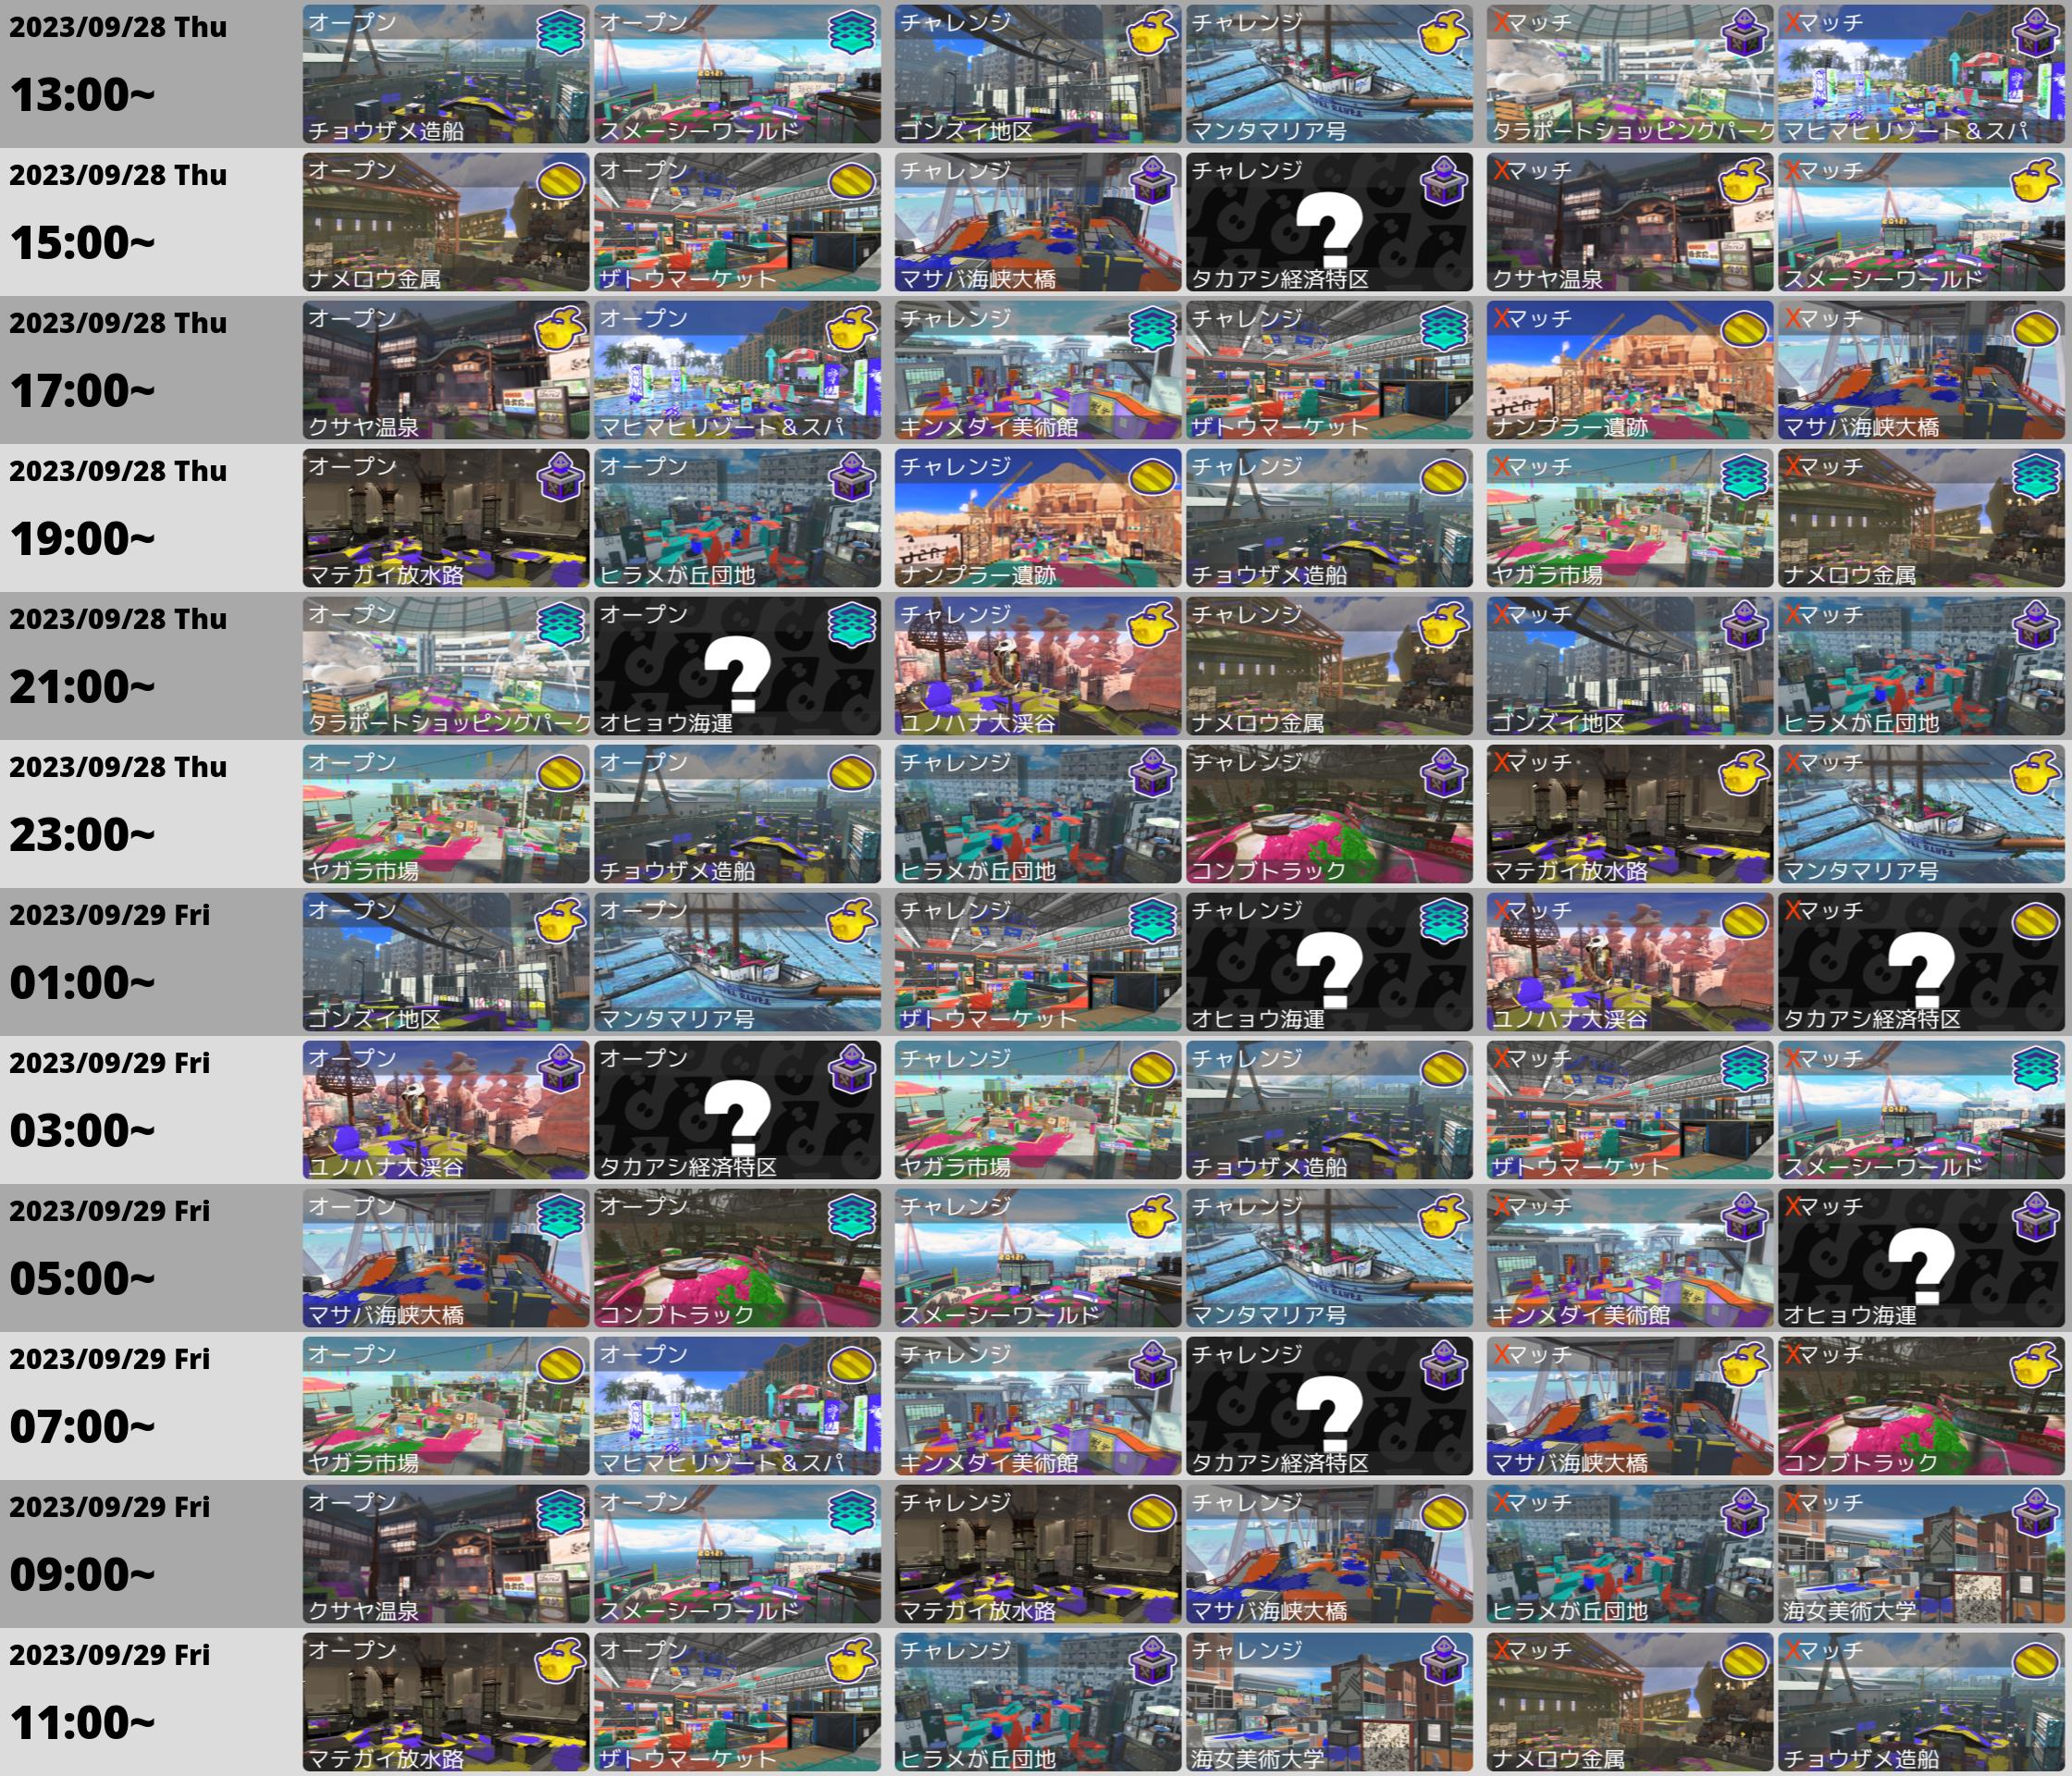 2023/09/28 Thu
13:00~
オープン
チョウザメ造船
オープン
スメーシーワールド
チャレンジ
ゴンズイ地区
チャレンジ
マンタマリア号
Xマッチ
タラポートショッピングパーク
Xマッチ
マヒマヒリゾート＆スパ
2023/09/28 Thu
15:00~
オープン
ナメロウ金属
オープン
ザトウマーケット
チャレンジ
マサバ海峡大橋
チャレンジ
?
タカアシ経済特区
Xマッチ
クサヤ温泉
Xマッチ
スメーシーワールド
2023/09/28 Thu
17:00~
オープン
クサヤ温泉
オープン
マヒマヒリゾート＆スパ
チャレンジ
キンメダイ美術館
チャレンジ
ザトウマーケット
Xマッチ
ナンプラー遺跡
Xマッチ
マサバ海峡大橋
2023/09/28 Thu
19:00~
オープン
マテガイ放水路
オープン
ヒラメが丘団地
チャレンジ
ナンプラー遺跡
チャレンジ
チョウザメ造船
Xマッチ
ヤガラ市場
Xマッチ
ナメロウ金属
2023/09/28 Thu
21:00~
オープン
タラポートショッピングパーク
オープン
?
オヒョウ海運
チャレンジ
ユノハナ大渓谷
チャレンジ
ナメロウ金属
Xマッチ
ゴンズイ地区
Xマッチ
ヒラメが丘団地
2023/09/28 Thu
23:00~
オープン
ヤガラ市場
オープン
チョウザメ造船
チャレンジ
ヒラメが丘団地
チャレンジ
コンブトラック
Xマッチ
マテガイ放水路
Xマッチ
マンタマリア号
2023/09/29 Fri
01:00~
オープン
ゴンズイ地区
オープン
マンタマリア号
チャレンジ
ザトウマーケット
チャレンジ
?
オヒョウ海運
Xマッチ
ユノハナ大渓谷
Xマッチ
?
タカアシ経済特区
2023/09/29 Fri
03:00~
オープン
ユノハナ大渓谷
オープン
?
タカアシ経済特区
チャレンジ
ヤガラ市場
チャレンジ
チョウザメ造船
Xマッチ
ザトウマーケット
Xマッチ
スメーシーワールド
2023/09/29 Fri
05:00~
オープン
マサバ海峡大橋
オープン
コンブトラック
チャレンジ
スメーシーワールド
チャレンジ
マンタマリア号
Xマッチ
キンメダイ美術館
Xマッチ
?
オヒョウ海運
2023/09/29 Fri
07:00~
オープン
ヤガラ市場
オープン
マヒマヒリゾート＆スパ
チャレンジ
キンメダイ美術館
チャレンジ
?
タカアシ経済特区
Xマッチ
マサバ海峡大橋
Xマッチ
コンブトラック
2023/09/29 Fri
09:00~
オープン
クサヤ温泉
オープン
スメーシーワールド
チャレンジ
マテガイ放水路
チャレンジ
マサバ海峡大橋
Xマッチ
ヒラメが丘団地
Xマッチ
海女美術大学
2023/09/29 Fri
11:00~
オープン
マテガイ放水路
オープン
ザトウマーケット
チャレンジ
ヒラメが丘団地
チャレンジ
海女美術大学
Xマッチ
ナメロウ金属
Xマッチ
チョウザメ造船